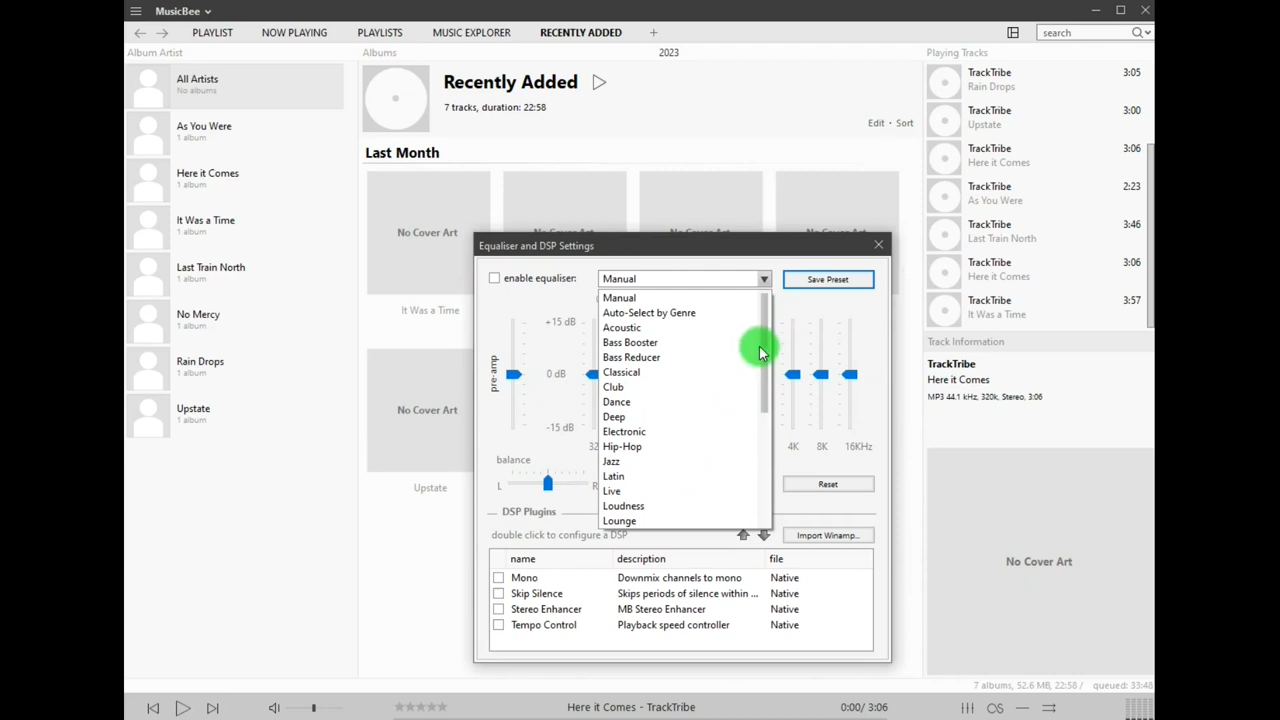 MusicBee
PLAYLIST
NOW PLAYING
PLAYLISTS
MUSIC EXPLORER
RECENTLY ADDED
+
search
Album Artist
All Artists
No albums
As You Were
1 album
Here it Comes
1 album
It Was a Time
1 album
Last Train North
1 album
No Mercy
1 album
Rain Drops
1 album
Upstate
1 album
Albums
2023
Recently Added
7 tracks, duration: 22:58
Edit • Sort
Last Month
No Cover Art
It Was a Time
No Cover Art
Upstate
Equaliser and DSP Settings
enable equaliser:
Manual
Save Preset
Manual
Auto-Select by Genre
Acoustic
Bass Booster
Bass Reducer
Classical
Club
Dance
Deep
Electronic
Hip-Hop
Jazz
Latin
Live
Loudness
Lounge
pre-amp
+15 dB
0 dB
-15 dB
4K 8K 16KHz
balance
L
Reset
DSP Plugins
double click to configure a DSP
Import Winamp...
name description file
Mono Downmix channels to mono Native
Skip Silence Skips periods of silence within ... Native
Stereo Enhancer MB Stereo Enhancer Native
Tempo Control Playback speed controller Native
Playing Tracks
TrackTribe 3:05
Rain Drops
TrackTribe 3:00
Upstate
TrackTribe 3:06
Here it Comes
TrackTribe 2:23
As You Were
TrackTribe 3:46
Last Train North
TrackTribe 3:06
Here it Comes
TrackTribe 3:57
It Was a Time
Track Information
TrackTribe
Here it Comes
MP3 44.1 kHz, 320k, Stereo, 3:06
No Cover Art
7 albums, 52.6 MB, 22:58 / queued: 33:48
Here it Comes - TrackTribe
0:00/ 3:06